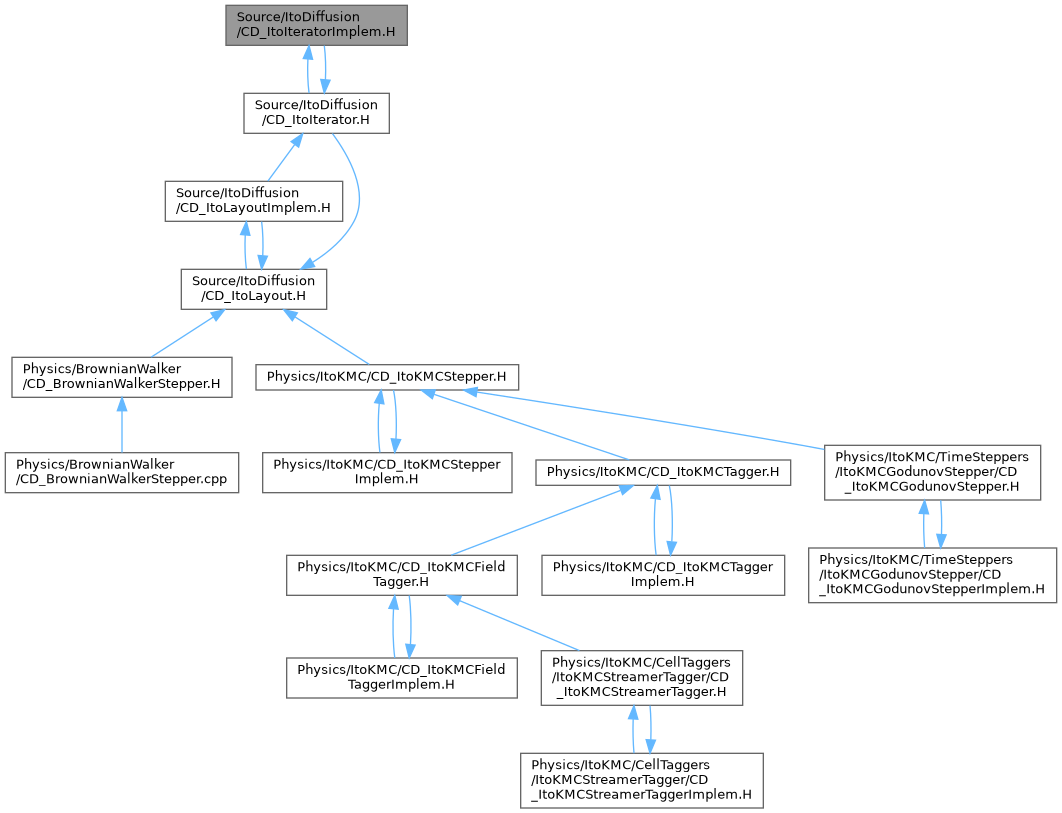 Source/ItoDiffusion
/CD_ItoIteratorImplem.H
Source/ItoDiffusion
/CD_ItoIterator.H
Source/ItoDiffusion
/CD_ItoLayoutImplem.H
Source/ItoDiffusion
/CD_ItoLayout.H
Physics/BrownianWalker
/CD_BrownianWalkerStepper.H
Physics/ItoKMC/CD_ItoKMCStepper.H
Physics/BrownianWalker
/CD_BrownianWalkerStepper.cpp
Physics/ItoKMC/CD_ItoKMCStepper
Implem.H
Physics/ItoKMC/CD_ItoKMCTagger.H
Physics/ItoKMC/TimeSteppers
/ItoKMCGodunovStepper/CD
_ItoKMCGodunovStepper.H
Physics/ItoKMC/CD_ItoKMCField
Tagger.H
Physics/ItoKMC/CD_ItoKMCTagger
Implem.H
Physics/ItoKMC/TimeSteppers
/ItoKMCGodunovStepper/CD
_ItoKMCGodunovStepperImplem.H
Physics/ItoKMC/CD_ItoKMCField
TaggerImplem.H
Physics/ItoKMC/CellTaggers
/ItoKMCStreamerTagger/CD
_ItoKMCStreamerTagger.H
Physics/ItoKMC/CellTaggers
/ItoKMCStreamerTagger/CD
_ItoKMCStreamerTaggerImplem.H